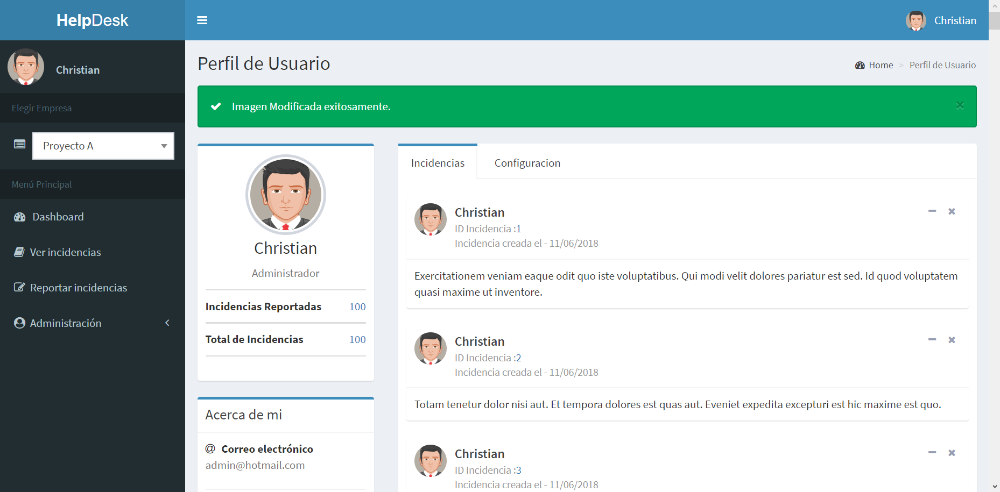 HelpDesk
Christian
Christian
Elegir Empresa
Proyecto A
Menú Principal
Dashboard
Ver incidencias
Reportar incidencias
Administración
Perfil de Usuario
Home > Perfil de Usuario
Imagen Modificada exitosamente.
Christian
Administrador
Incidencias Reportadas 100
Total de Incidencias 100
Acerca de mi
@ Correo electrónico
admin@hotmail.com
Incidencias Configuracion
Christian
ID Incidencia :1
Incidencia creada el - 11/06/2018
Exercitationem veniam eaque odit quo iste voluptatibus. Qui modi velit dolores pariatur est sed. Id quod voluptatem
quasi maxime ut inventore.
Christian
ID Incidencia :2
Incidencia creada el - 11/06/2018
Totam tenetur dolor nisi aut. Et tempora dolores est quas aut. Eveniet expedita excepturi est hic maxime est quo.
Christian
ID Incidencia :3
Incidencia creada el - 11/06/2018